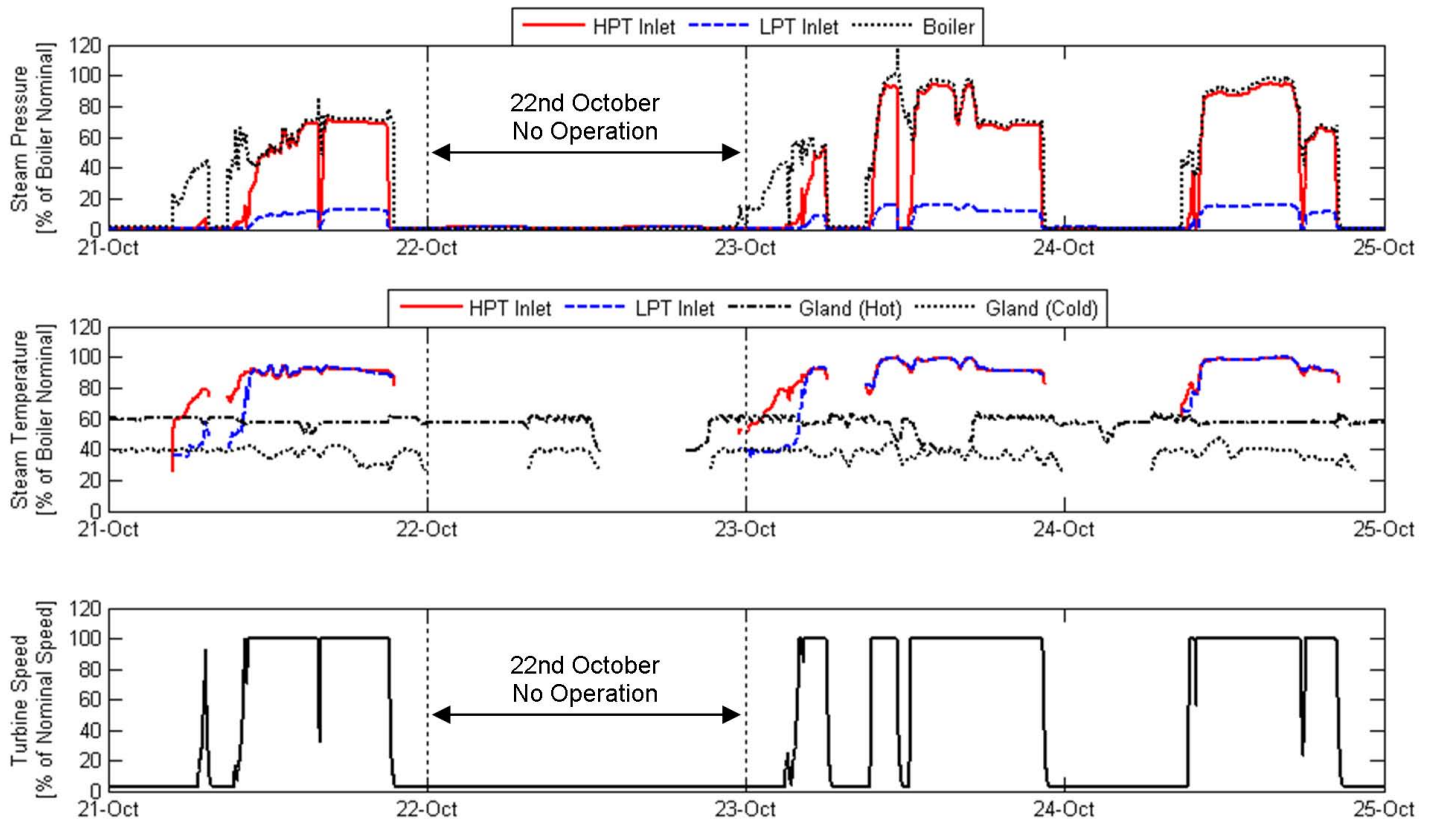 HPT Inlet LPT Inlet Boiler
Steam Pressure
[% of Boiler Nominal]
120
100
80
60
40
20
0
22nd October
No Operation
21-Oct 22-Oct 23-Oct 24-Oct 25-Oct
HPT Inlet LPT Inlet Gland (Hot) Gland (Cold)
Steam Temperature
[% of Boiler Nominal]
120
100
80
60
40
20
0
21-Oct 22-Oct 23-Oct 24-Oct 25-Oct
Turbine Speed
[% of Nominal Speed]
120
100
80
60
40
20
0
22nd October
No Operation
21-Oct 22-Oct 23-Oct 24-Oct 25-Oct